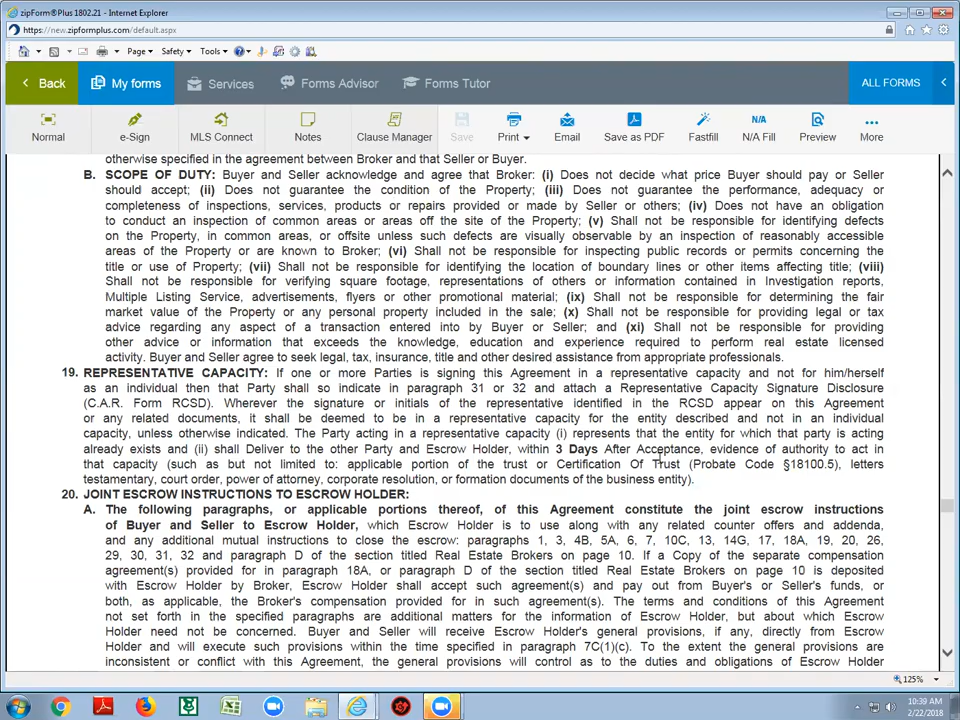 zipForm®Plus 1802.21 - Internet Explorer
https://new.zipformplus.com/default.aspx
Page Safety Tools
Back My forms Services Forms Advisor Forms Tutor ALL FORMS
Normal e-Sign MLS Connect Notes Clause Manager Save Print Email Save as PDF Fastfill N/A N/A Fill Preview More
otherwise specified in the agreement between Broker and that Seller or Buyer.
B. SCOPE OF DUTY: Buyer and Seller acknowledge and agree that Broker: (i) Does not decide what price Buyer should pay or Seller
should accept; (ii) Does not guarantee the condition of the Property; (iii) Does not guarantee the performance, adequacy or
completeness of inspections, services, products or repairs provided or made by Seller or others; (iv) Does not have an obligation
to conduct an inspection of common areas or areas off the site of the Property; (v) Shall not be responsible for identifying defects
on the Property, in common areas, or offsite unless such defects are visually observable by an inspection of reasonably accessible
areas of the Property or are known to Broker; (vi) Shall not be responsible for inspecting public records or permits concerning the
title or use of Property; (vii) Shall not be responsible for identifying the location of boundary lines or other items affecting title; (viii)
Shall not be responsible for verifying square footage, representations of others or information contained in Investigation reports,
Multiple Listing Service, advertisements, flyers or other promotional material; (ix) Shall not be responsible for determining the fair
market value of the Property or any personal property included in the sale; (x) Shall not be responsible for providing legal or tax
advice regarding any aspect of a transaction entered into by Buyer or Seller; and (xi) Shall not be responsible for providing
other advice or information that exceeds the knowledge, education and experience required to perform real estate licensed
activity. Buyer and Seller agree to seek legal, tax, insurance, title and other desired assistance from appropriate professionals.
19. REPRESENTATIVE CAPACITY: If one or more Parties is signing this Agreement in a representative capacity and not for him/herself
as an individual then that Party shall so indicate in paragraph 31 or 32 and attach a Representative Capacity Signature Disclosure
(C.A.R. Form RCSD). Wherever the signature or initials of the representative identified in the RCSD appear on this Agreement
or any related documents, it shall be deemed to be in a representative capacity for the entity described and not in an individual
capacity, unless otherwise indicated. The Party acting in a representative capacity (i) represents that the entity for which that party is acting
already exists and (ii) shall Deliver to the other Party and Escrow Holder, within 3 Days After Acceptance, evidence of authority to act in
that capacity (such as but not limited to: applicable portion of the trust or Certification Of Trust (Probate Code §18100.5), letters
testamentary, court order, power of attorney, corporate resolution, or formation documents of the business entity).
20. JOINT ESCROW INSTRUCTIONS TO ESCROW HOLDER:
A. The following paragraphs, or applicable portions thereof, of this Agreement constitute the joint escrow instructions
of Buyer and Seller to Escrow Holder, which Escrow Holder is to use along with any related counter offers and addenda,
and any additional mutual instructions to close the escrow: paragraphs 1, 3, 4B, 5A, 6, 7, 10C, 13, 14G, 17, 18A, 19, 20, 26,
29, 30, 31, 32 and paragraph D of the section titled Real Estate Brokers on page 10. If a Copy of the separate compensation
agreement(s) provided for in paragraph 18A, or paragraph D of the section titled Real Estate Brokers on page 10 is deposited
with Escrow Holder by Broker, Escrow Holder shall accept such agreement(s) and pay out from Buyer's or Seller's funds, or
both, as applicable, the Broker's compensation provided for in such agreement(s). The terms and conditions of this Agreement
not set forth in the specified paragraphs are additional matters for the information of Escrow Holder, but about which Escrow
Holder need not be concerned. Buyer and Seller will receive Escrow Holder's general provisions, if any, directly from Escrow
Holder and will execute such provisions within the time specified in paragraph 7C(1)(c). To the extent the general provisions are
inconsistent or conflict with this Agreement, the general provisions will control as to the duties and obligations of Escrow Holder
125%
10:39 AM
2/22/2018